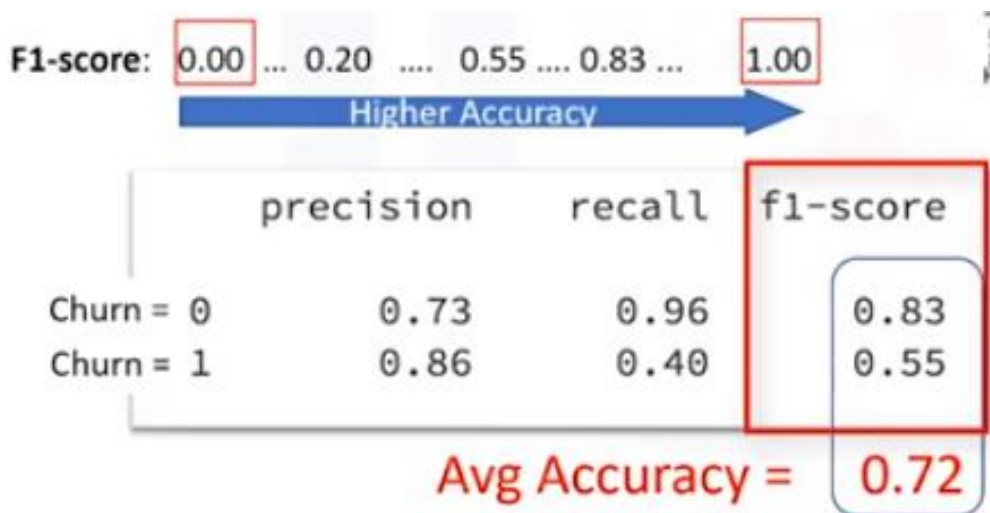 F1-score: 0.00 ... 0.20 .... 0.55 .... 0.83 ... 1.00
Higher Accuracy
precision recall f1-score
Churn = 0 0.73 0.96 0.83
Churn = 1 0.86 0.40 0.55
Avg Accuracy = 0.72